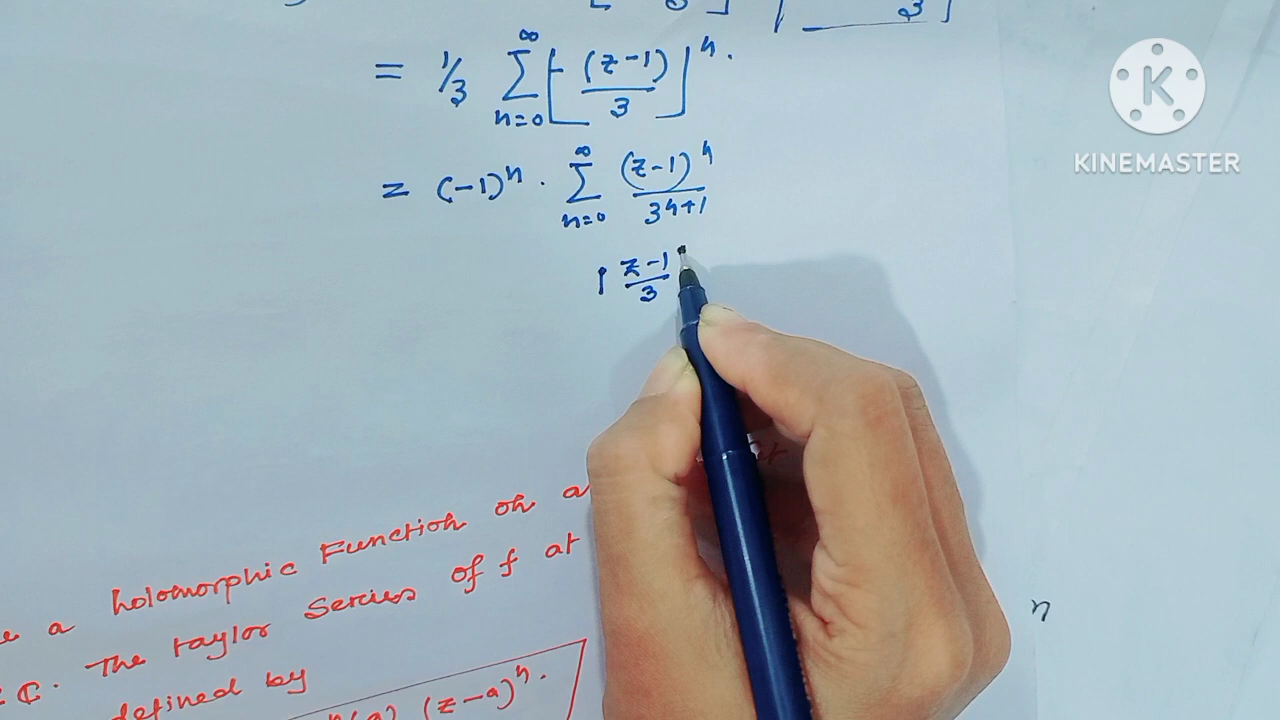 3
= 1/3 ∞ Σ n=0 [- (z-1)/3]^n.
= (-1)^n . ∞ Σ n=0 (z-1)^n / 3^{n+1}
| z-1 / 3
K
KINEMASTER
a holomorphic Function on a
ℂ. The taylor Series of f at
defined by
(a) (z-a)^n.
n